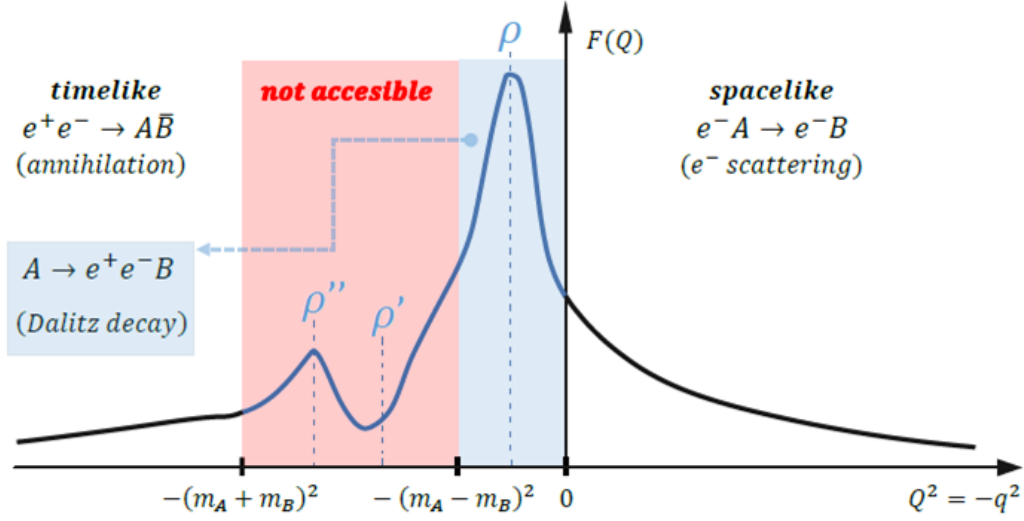 ρ
F(Q)
timelike
e⁺e⁻ → AB̄
(annihilation)
not accesible
spacelike
e⁻A → e⁻B
(e⁻ scattering)
A → e⁺e⁻B
(Dalitz decay)
ρ''
ρ'
−(m_A + m_B)²
− (m_A − m_B)²
0
Q² = −q²